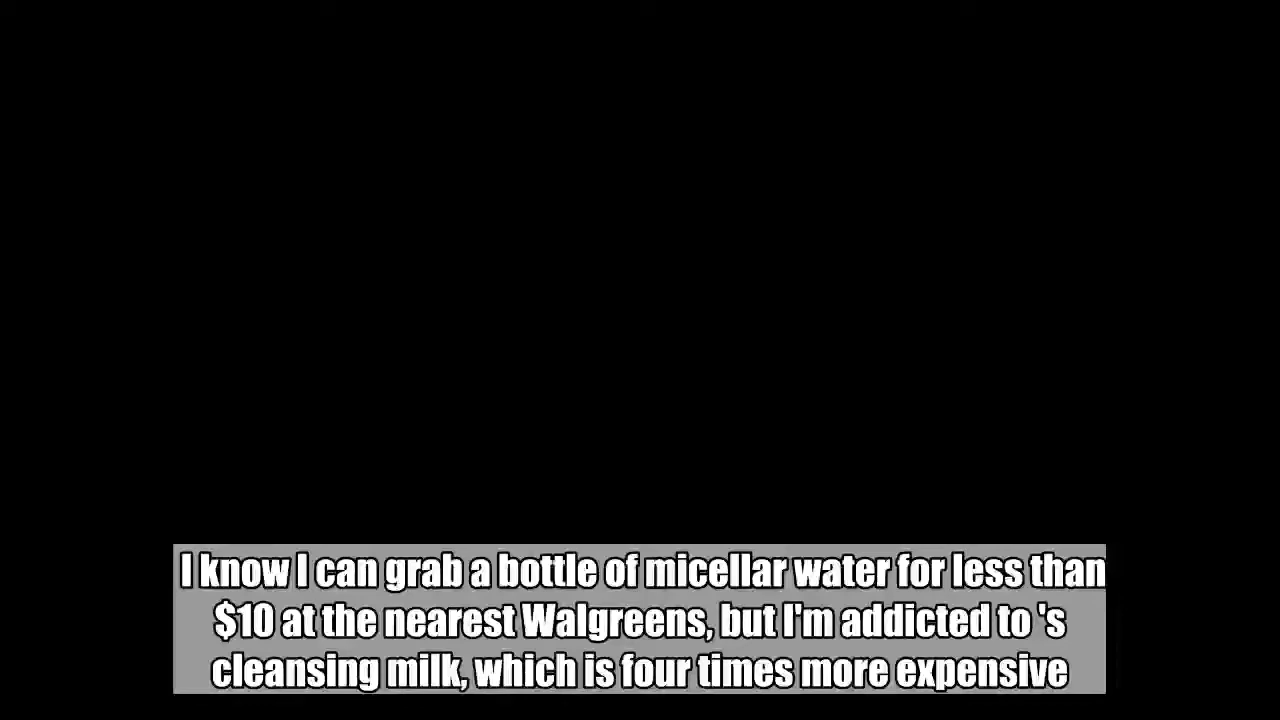 I know I can grab a bottle of micellar water for less than
$10 at the nearest Walgreens, but I'm addicted to 's
cleansing milk, which is four times more expensive